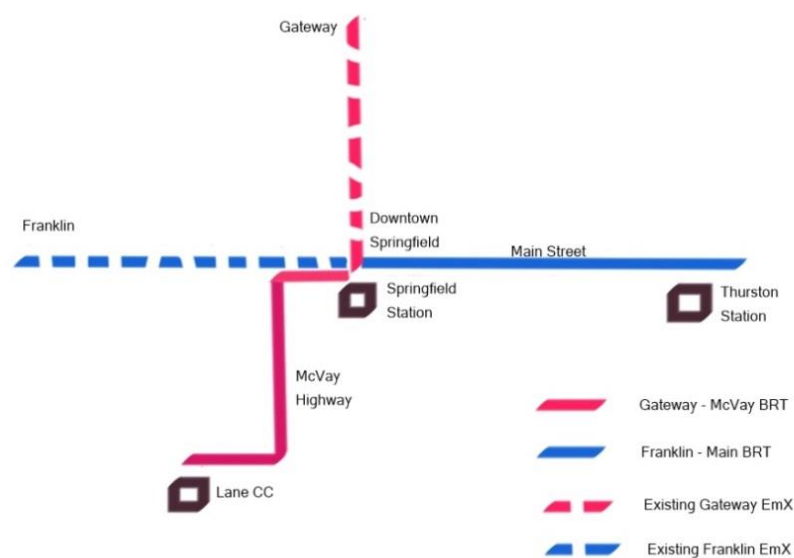 Gateway
Franklin
Downtown
Springfield
Main Street
Springfield
Station
Thurston
Station
McVay
Highway
Lane CC
Gateway - McVay BRT
Franklin - Main BRT
Existing Gateway EmX
Existing Franklin EmX